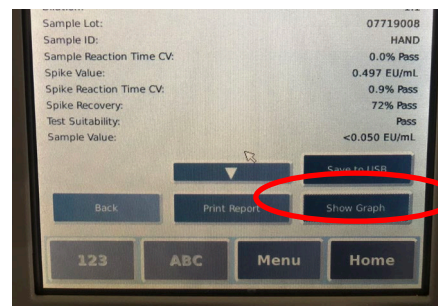 Sample Lot: 07719008
Sample ID: HAND
Sample Reaction Time CV: 0.0% Pass
Spike Value: 0.497 EU/mL
Spike Reaction Time CV: 0.9% Pass
Spike Recovery: 72% Pass
Test Suitability: Pass
Sample Value: <0.050 EU/mL
Save to USB
Back Print Report Show Graph
123 ABC Menu Home